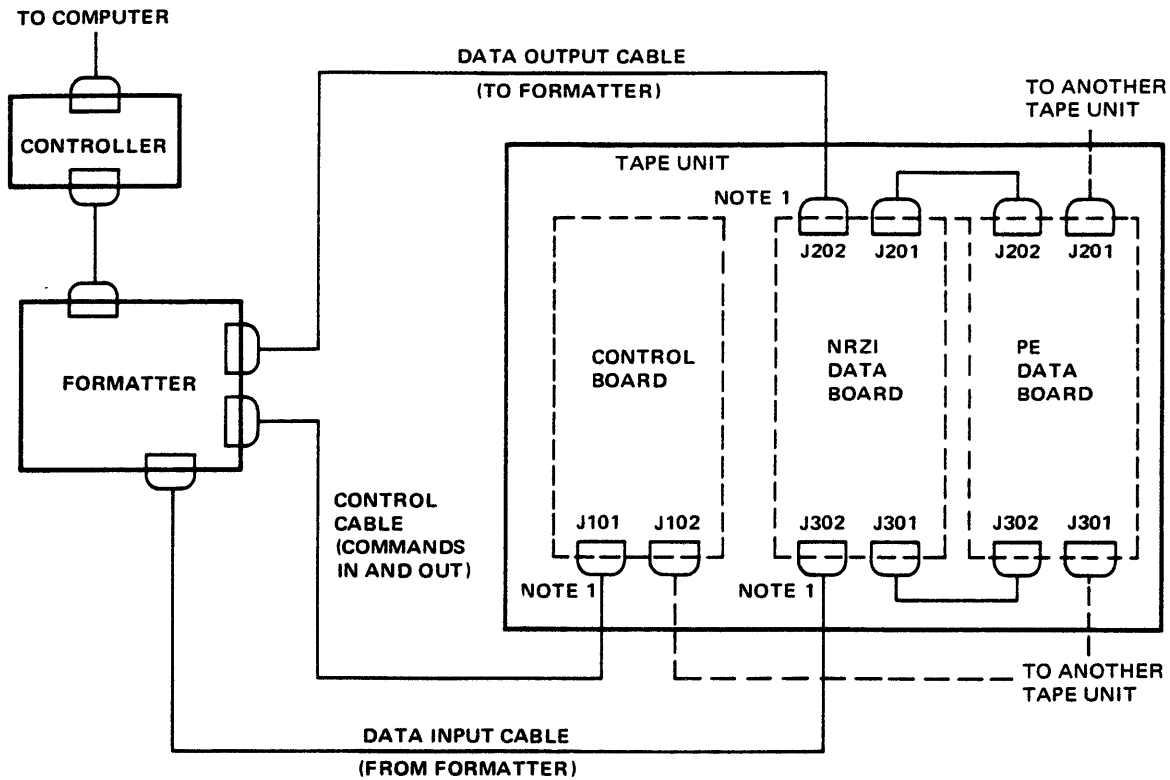 TO COMPUTER
CONTROLLER
FORMATTER
DATA OUTPUT CABLE
(TO FORMATTER)
CONTROL
CABLE
(COMMANDS
IN AND OUT)
DATA INPUT CABLE
(FROM FORMATTER)
TO ANOTHER
TAPE UNIT
TAPE UNIT
NOTE 1
J202
J201
J202
J201
CONTROL
BOARD
NRZI
DATA
BOARD
PE
DATA
BOARD
J101
J102
J302
J301
J302
J301
NOTE 1
NOTE 1
TO ANOTHER
TAPE UNIT